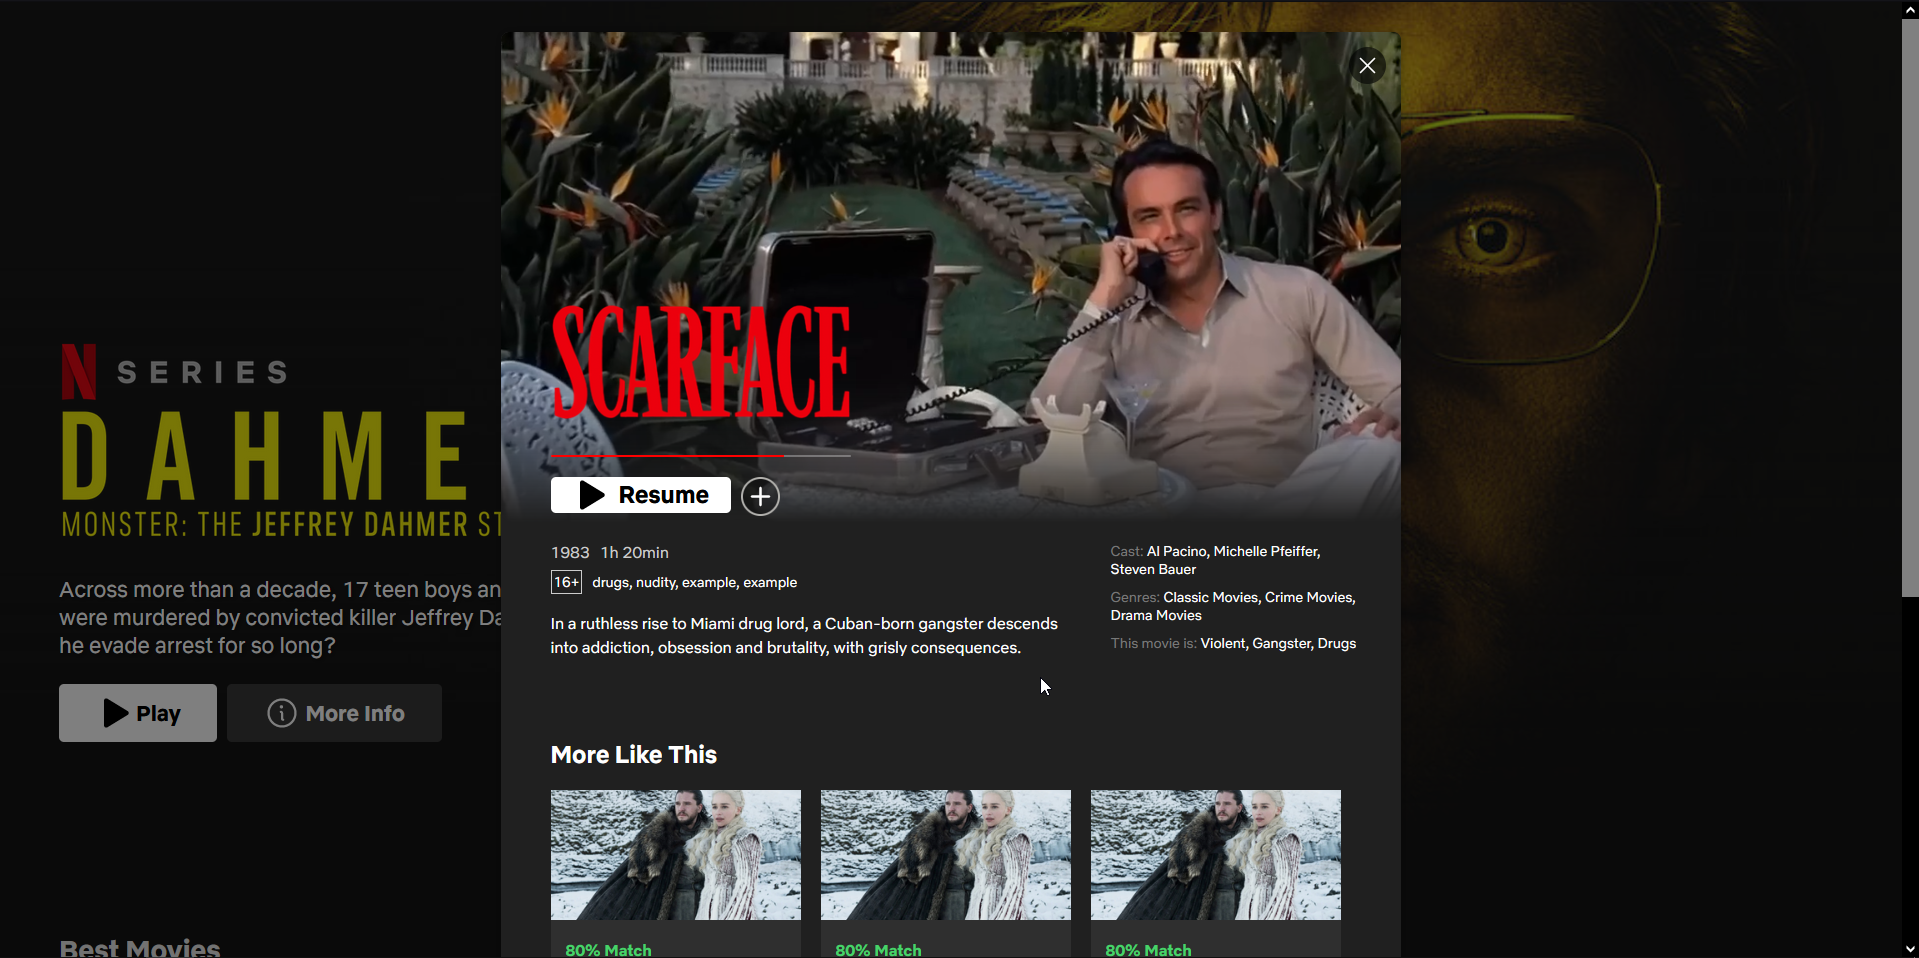 SERIES
DAHME
MONSTER: THE JEFFREY DAHMER ST
Across more than a decade, 17 teen boys an
were murdered by convicted killer Jeffrey Da
he evade arrest for so long?
Play
More Info
Best Movies
SCARFACE
Resume
1983 1h 20min
16+ drugs, nudity, example, example
In a ruthless rise to Miami drug lord, a Cuban-born gangster descends
into addiction, obsession and brutality, with grisly consequences.
Cast: Al Pacino, Michelle Pfeiffer,
Steven Bauer
Genres: Classic Movies, Crime Movies,
Drama Movies
This movie is: Violent, Gangster, Drugs
More Like This
80% Match
80% Match
80% Match